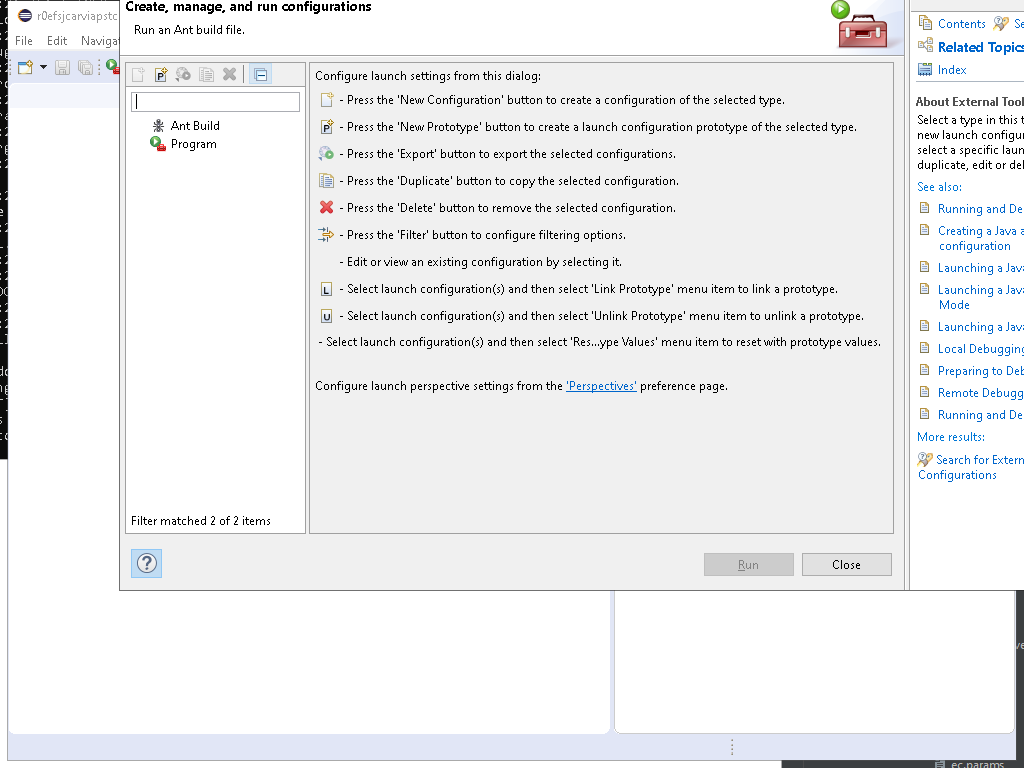 Create, manage, and run configurations
Run an Ant build file.
r0efsjcarviapstc
File Edit Naviga
Configure launch settings from this dialog:
- Press the 'New Configuration' button to create a configuration of the selected type.
- Press the 'New Prototype' button to create a launch configuration prototype of the selected type.
- Press the 'Export' button to export the selected configurations.
- Press the 'Duplicate' button to copy the selected configuration.
- Press the 'Delete' button to remove the selected configuration.
- Press the 'Filter' button to configure filtering options.
- Edit or view an existing configuration by selecting it.
L - Select launch configuration(s) and then select 'Link Prototype' menu item to link a prototype.
U - Select launch configuration(s) and then select 'Unlink Prototype' menu item to unlink a prototype.
- Select launch configuration(s) and then select 'Res...ype Values' menu item to reset with prototype values.
Configure launch perspective settings from the 'Perspectives' preference page.
Ant Build
Program
Filter matched 2 of 2 items
?
Run
Close
Contents Se
Related Topics
Index
About External Tool
Select a type in this t
new launch configur
select a specific laun
duplicate, edit or del
See also:
Running and De
Creating a Java a
configuration
Launching a Jav
Launching a Java
Mode
Launching a Java
Local Debugging
Preparing to Deb
Remote Debugg
Running and De
More results:
Search for Extern
Configurations
ec.params